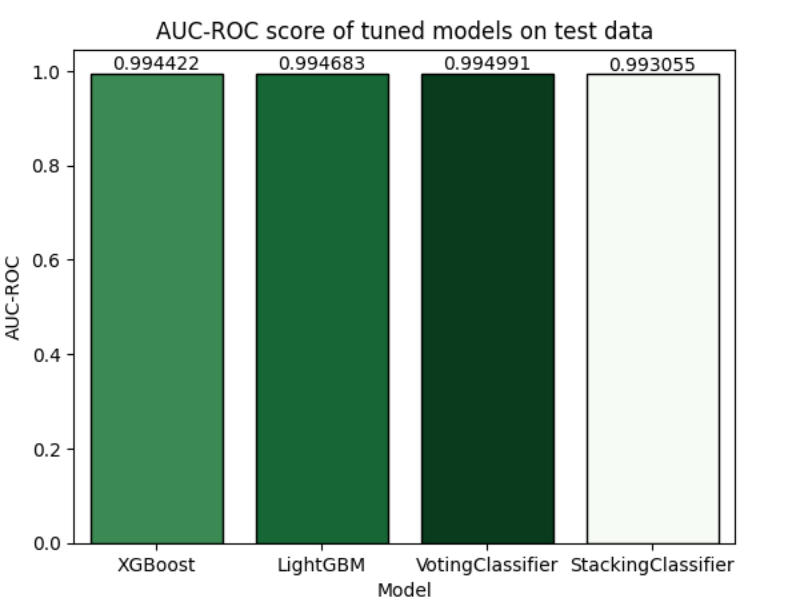 AUC-ROC score of tuned models on test data
0.994422 0.994683 0.994991 0.993055
1.0
0.8
0.6
0.4
0.2
0.0
AUC-ROC
XGBoost LightGBM VotingClassifier StackingClassifier
Model